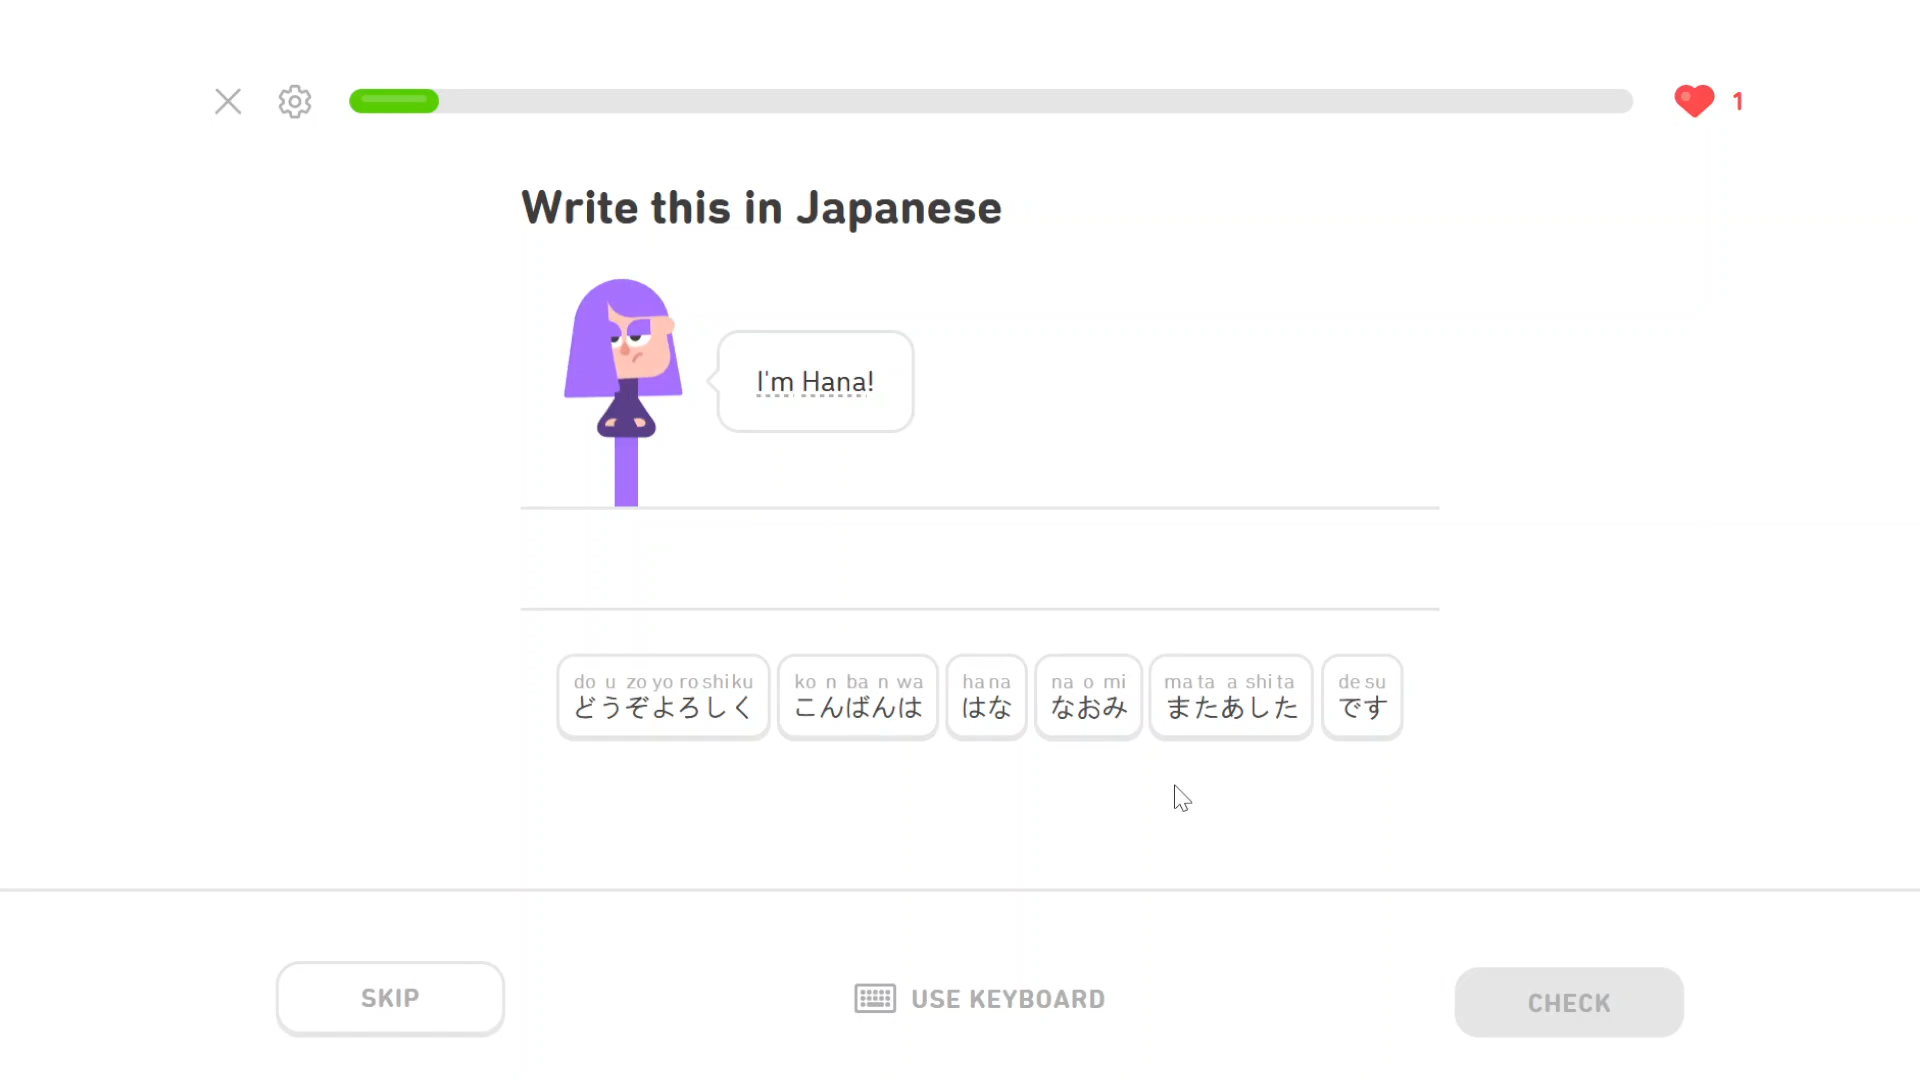 1
Write this in Japanese
I'm Hana!
do u zo yo ro shi ku
どうぞよろしく
ko n ba n wa
こんばんは
ha na
はな
na o mi
なおみ
ma ta a shi ta
またあした
de su
です
SKIP
USE KEYBOARD
CHECK